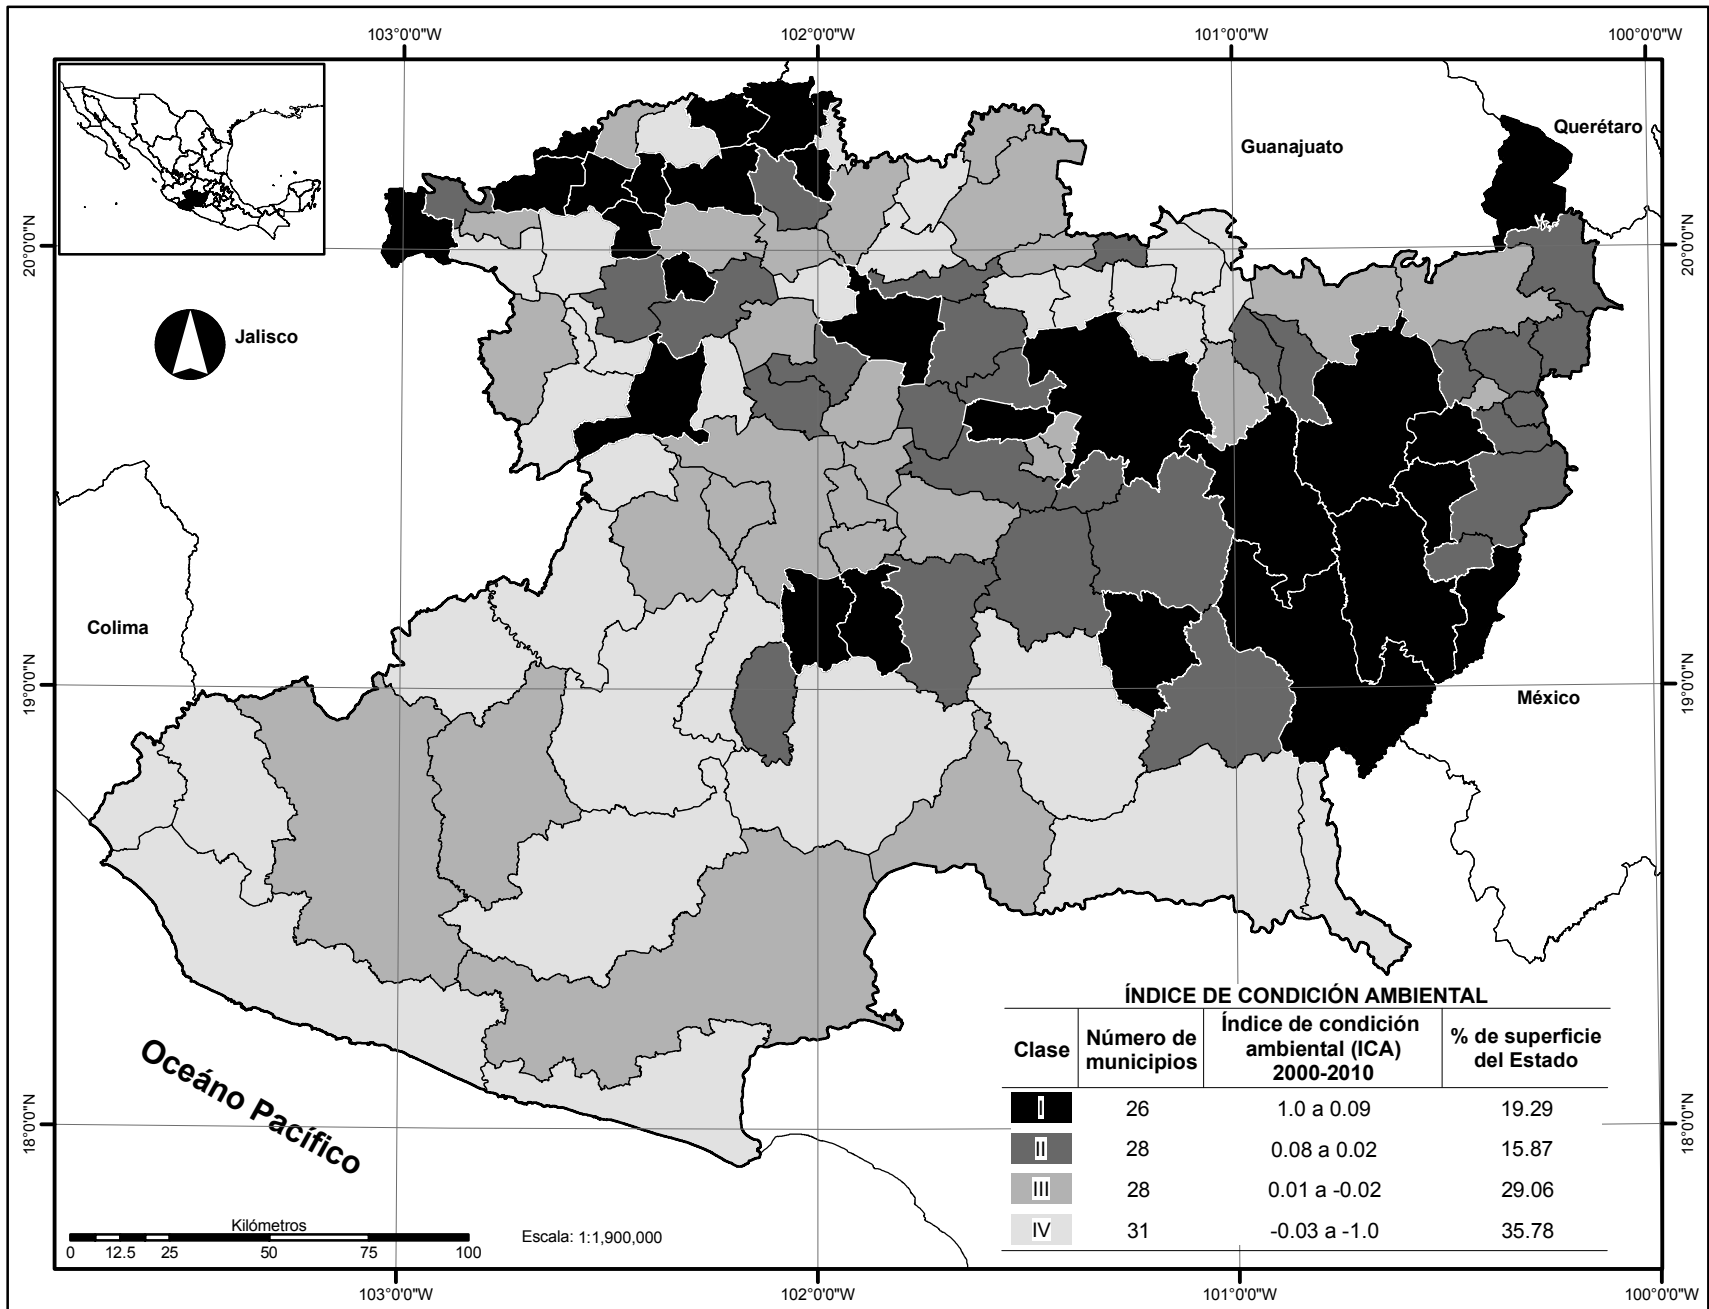 103°0'0"W
102°0'0"W
101°0'0"W
100°0'0"W
Querétaro
Guanajuato
20°0'0"N
20°0'0"N
Jalisco
Colima
19°0'0"N
19°0'0"N
México
Oceáno Pacífico
ÍNDICE DE CONDICIÓN AMBIENTAL
Clase
Número de
municipios
Índice de condición
ambiental (ICA)
2000-2010
% de superficie
del Estado
I 26 1.0 a 0.09 19.29
II 28 0.08 a 0.02 15.87
III 28 0.01 a -0.02 29.06
IV 31 -0.03 a -1.0 35.78
18°0'0"N
18°0'0"N
Kilómetros
0 12.5 25 50 75 100
Escala: 1:1,900,000
103°0'0"W
102°0'0"W
101°0'0"W
100°0'0"W